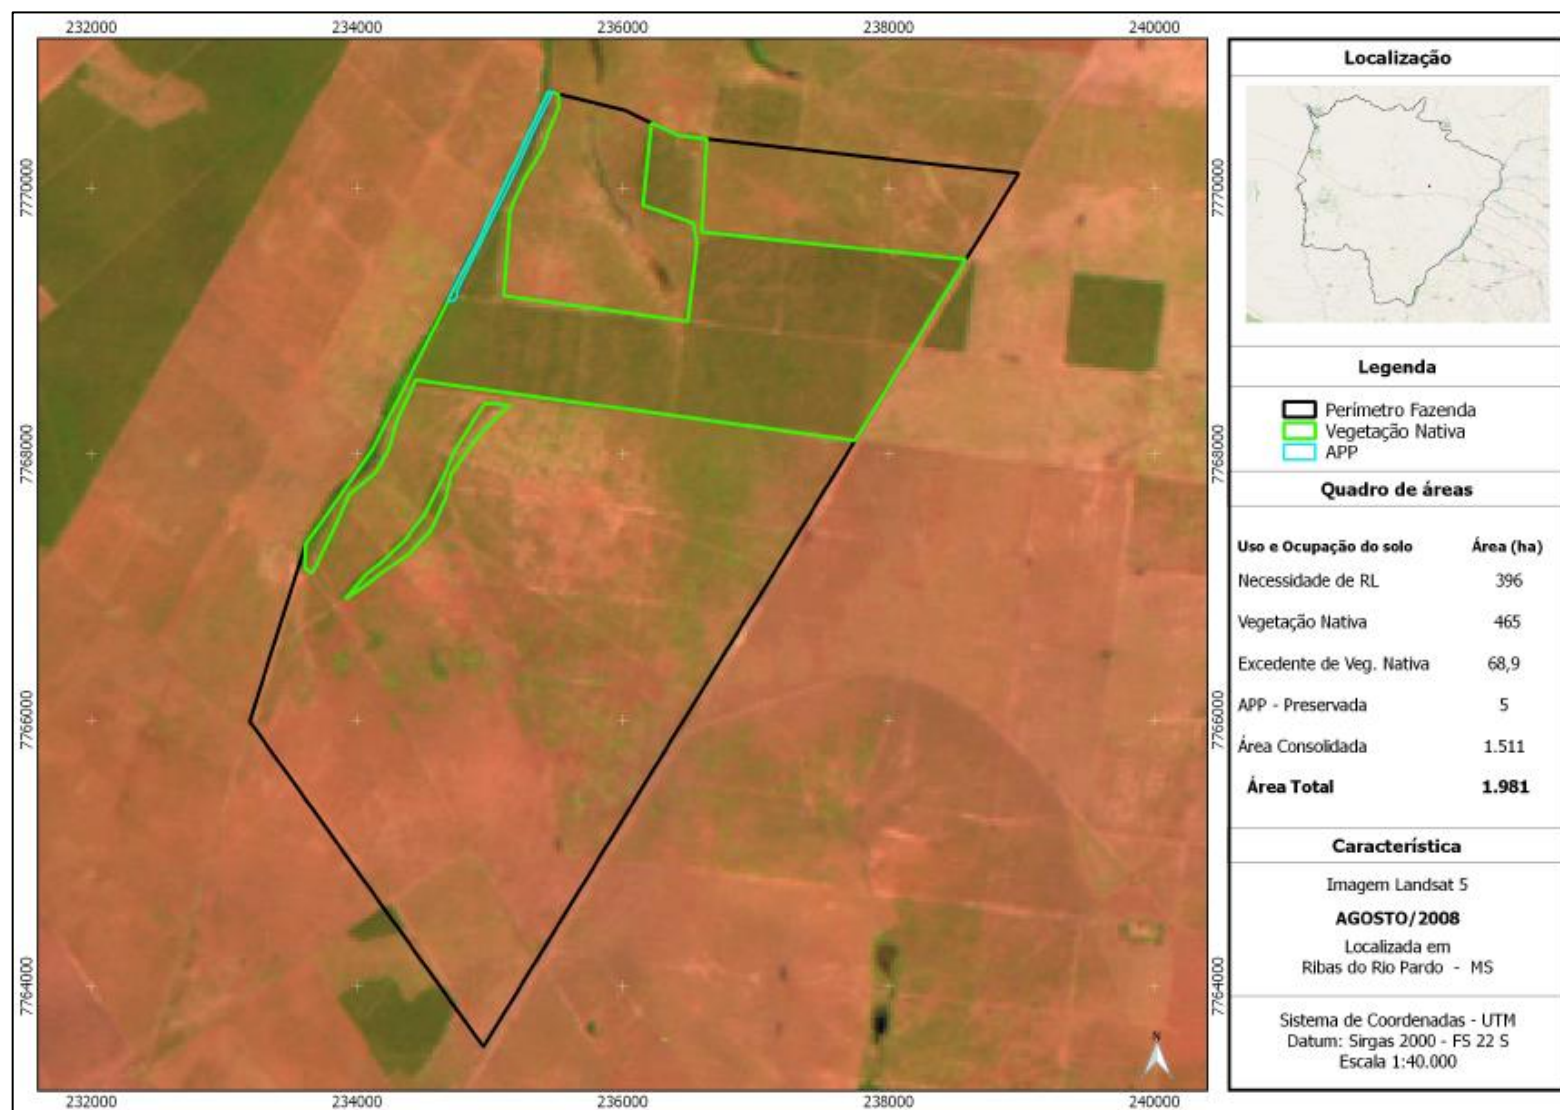 232000 234000 236000 238000 240000
7770000 7770000
7768000 7768000
7766000 7766000
7764000 7764000
232000 234000 236000 238000 240000
N
Localização
Legenda
Perímetro Fazenda
Vegetação Nativa
APP
Quadro de áreas
Uso e Ocupação do solo Área (ha)
Necessidade de RL 396
Vegetação Nativa 465
Excedente de Veg. Nativa 68,9
APP - Preservada 5
Área Consolidada 1.511
Área Total 1.981
Característica
Imagem Landsat 5
AGOSTO/2008
Localizada em
Ribas do Rio Pardo - MS
Sistema de Coordenadas - UTM
Datum: Sirgas 2000 - FS 22 S
Escala 1:40.000